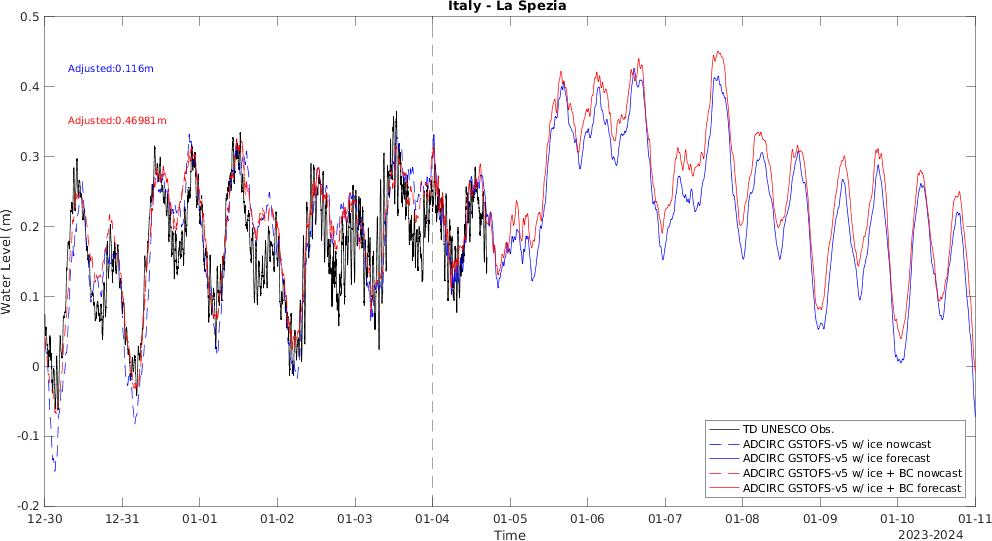 Italy - La Spezia
0.5
Adjusted:0.116m
0.4
Adjusted:0.46981m
0.3
0.2
0.1
0
-0.1
-0.2
Water Level (m)
TD UNESCO Obs.
ADCIRC GSTOFS-v5 w/ ice nowcast
ADCIRC GSTOFS-v5 w/ ice forecast
ADCIRC GSTOFS-v5 w/ ice + BC nowcast
ADCIRC GSTOFS-v5 w/ ice + BC forecast
12-30 12-31 01-01 01-02 01-03 01-04 01-05 01-06 01-07 01-08 01-09 01-10 01-11
Time
2023-2024